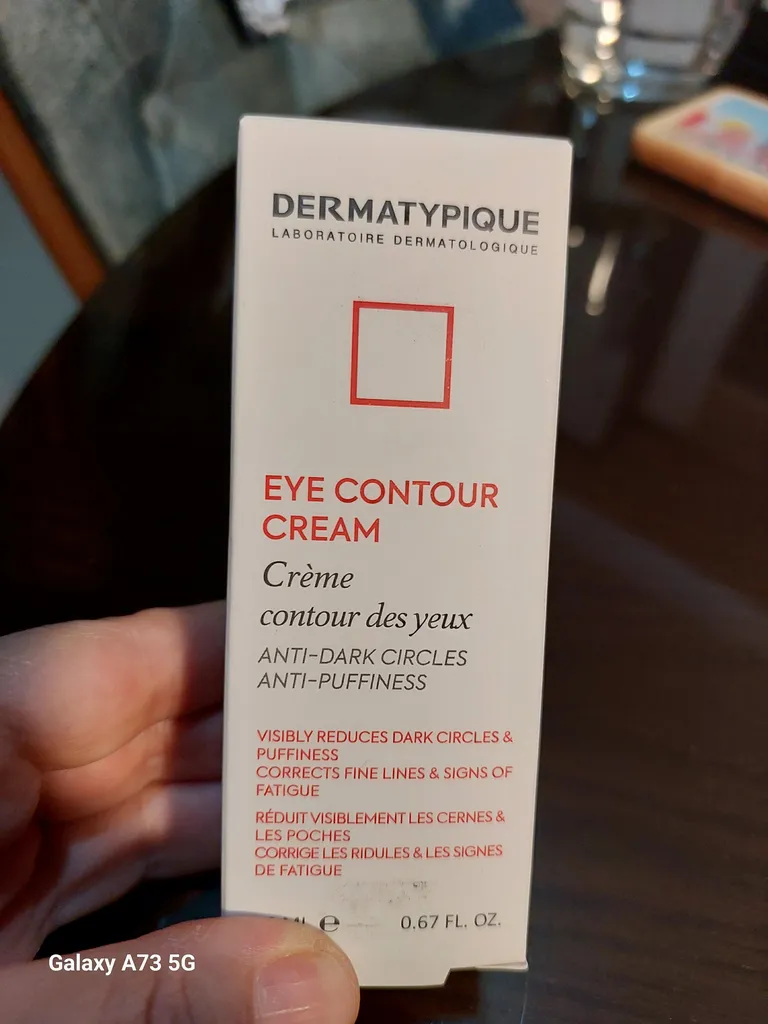 DERMATYPIQUE
LABORATOIRE DERMATOLOGIQUE
EYE CONTOUR
CREAM
Crème
contour des yeux
ANTI-DARK CIRCLES
ANTI-PUFFINESS
VISIBLY REDUCES DARK CIRCLES &
PUFFINESS
CORRECTS FINE LINES & SIGNS OF
FATIGUE
RÉDUIT VISIBLEMENT LES CERNES &
LES POCHES
CORRIGE LES RIDULES & LES SIGNES
DE FATIGUE
℮ 0.67 FL. OZ.
Galaxy A73 5G